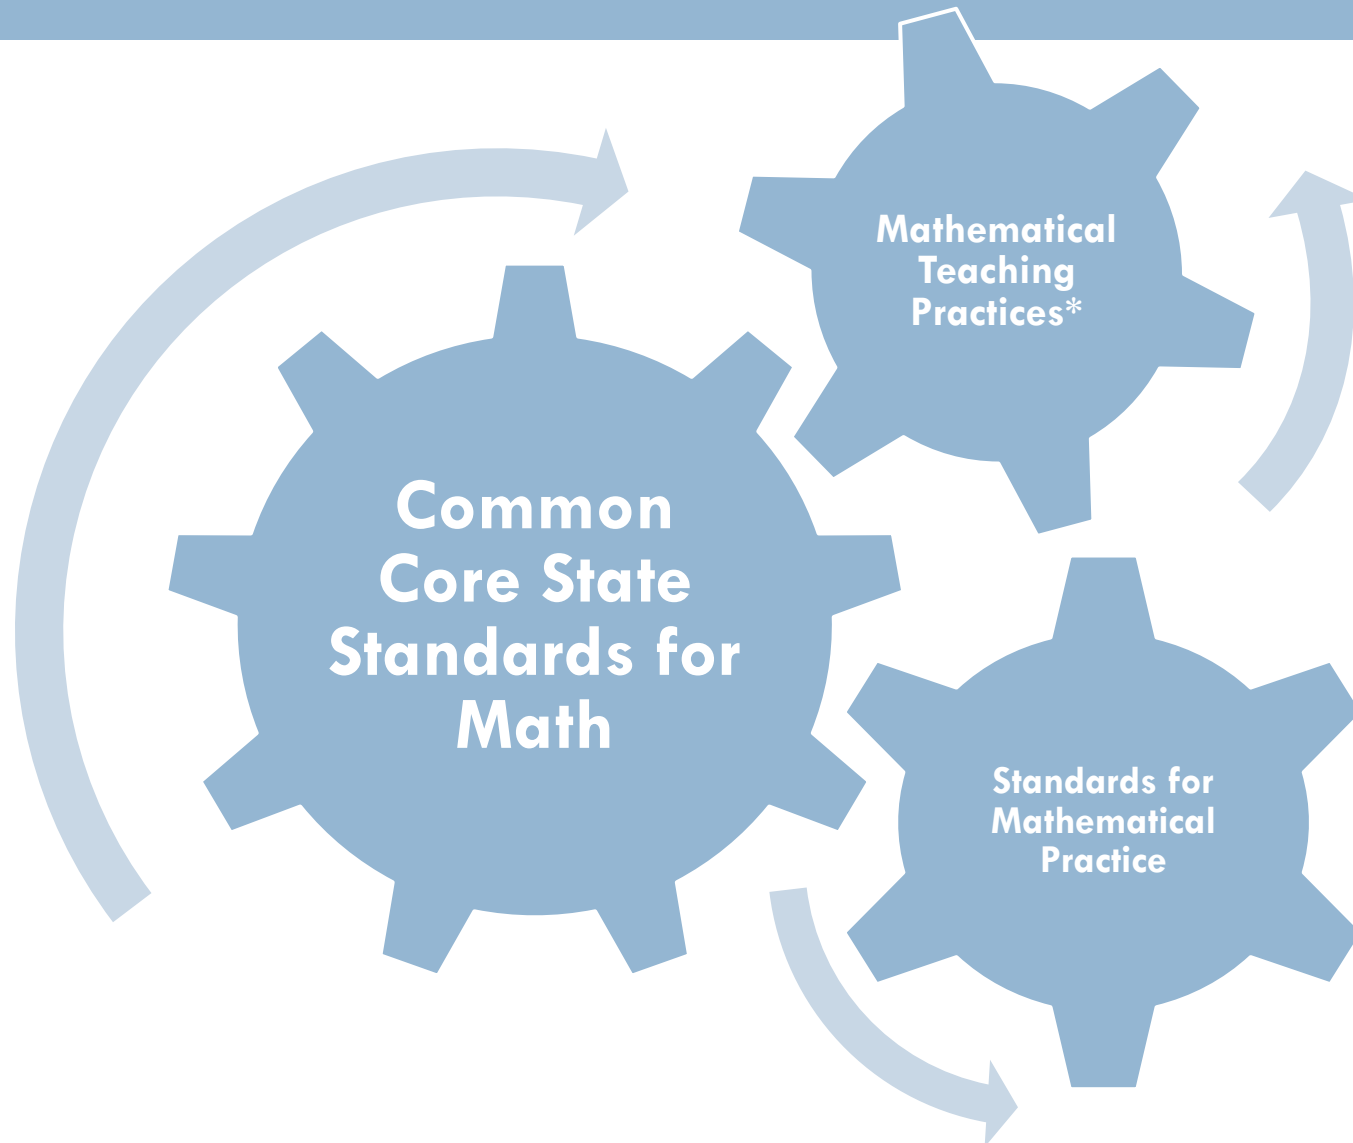 Mathematical
Teaching
Practices*
Common
Core State
Standards for
Math
Standards for
Mathematical
Practice